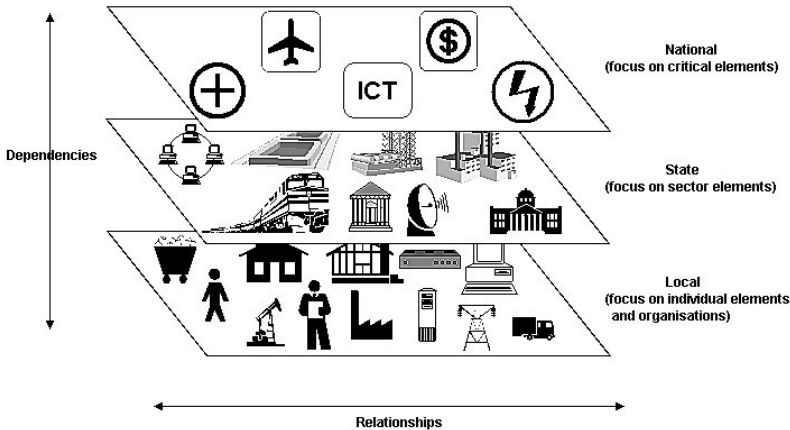 National
(focus on critical elements)
$
ICT
Dependencies
State
(focus on sector elements)
Local
(focus on individual elements
and organisations)
Relationships